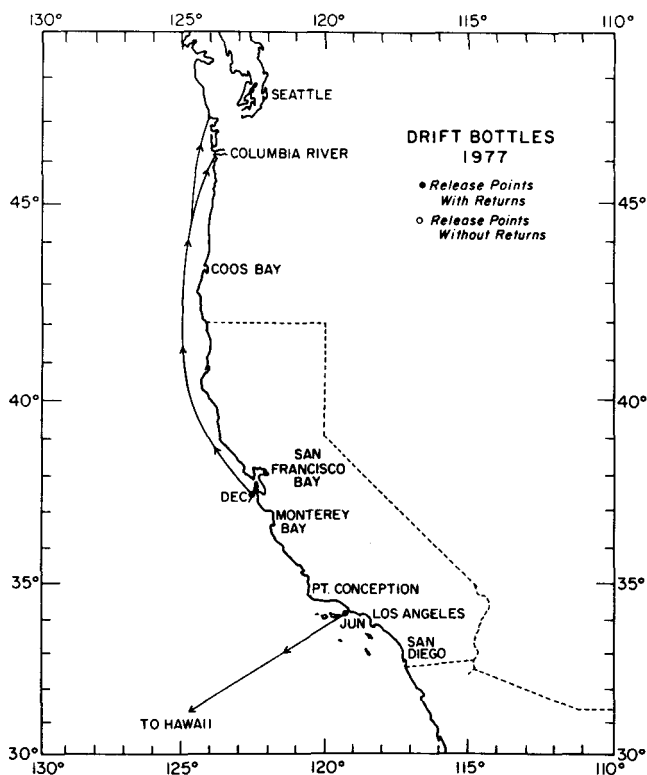 130° 125° 120° 115° 110°
SEATTLE
DRIFT BOTTLES
1977
COLUMBIA RIVER
• Release Points
With Returns
45° 45°
○ Release Points
Without Returns
COOS BAY
40° 40°
SAN
FRANCISCO
BAY
DEC
MONTEREY
BAY
35° 35°
PT. CONCEPTION
LOS ANGELES
JUN
SAN
DIEGO
TO HAWAII
30° 30°
125° 120° 115° 110°